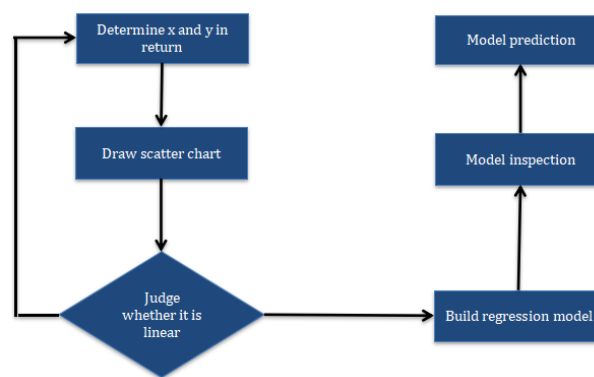 Determine x and y in
return
Draw scatter chart
Judge
whether it is
linear
Build regression model
Model inspection
Model prediction